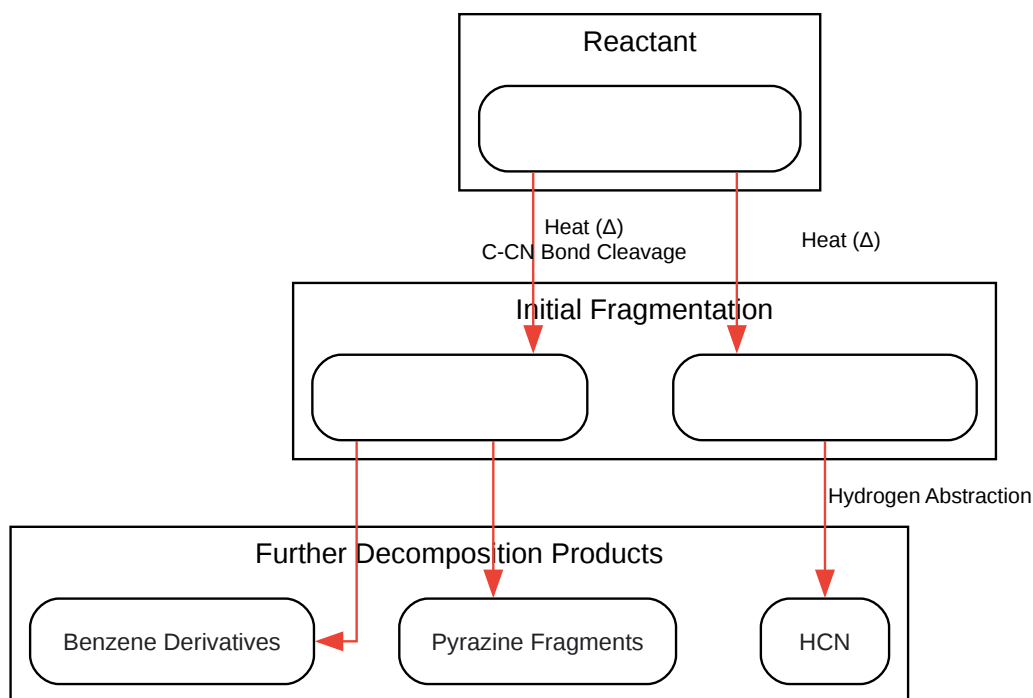 Reactant
Heat (Δ)
C-CN Bond Cleavage
Heat (Δ)
Initial Fragmentation
Hydrogen Abstraction
Further Decomposition Products
Benzene Derivatives
Pyrazine Fragments
HCN